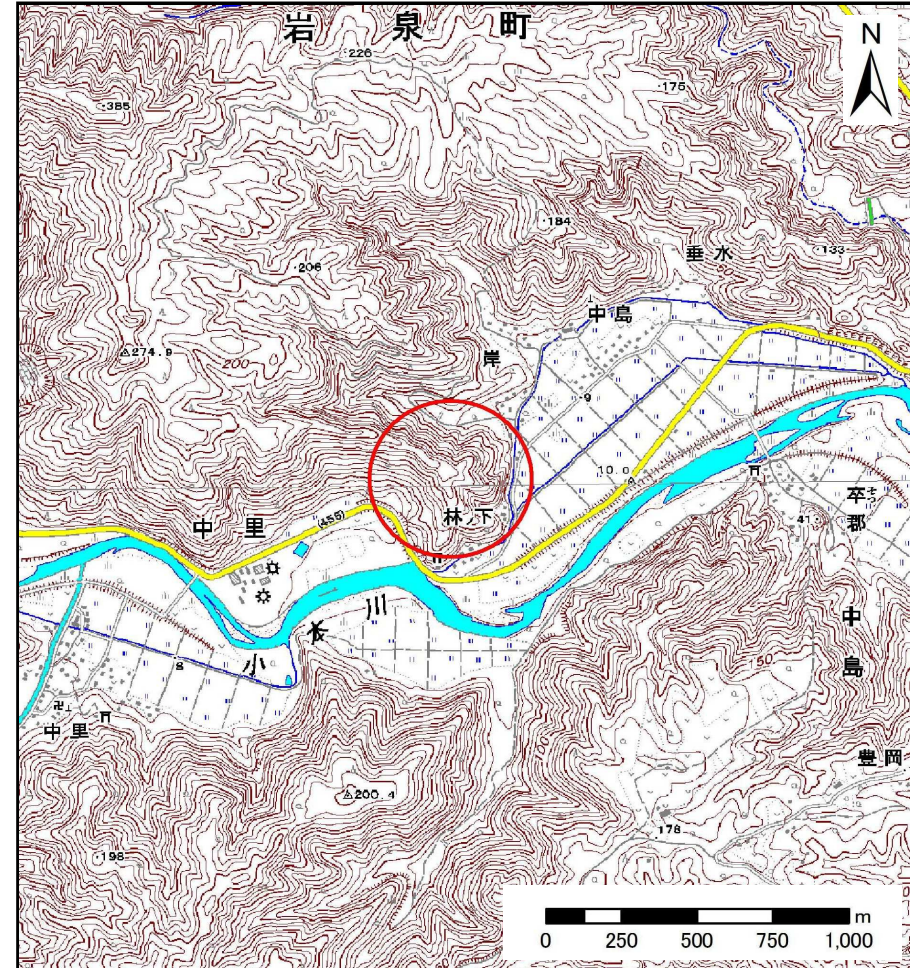 岩泉町
N
・226
・175
・385
・184
垂水
・133
・206
中島
△274.9
200
岸
・9
10.0
林ノ下
中里
(455)
卒郡
・41
小本川
中島
150
8
中里
豊岡
△200.4
・178
・198
m
0 250 500 750 1,000